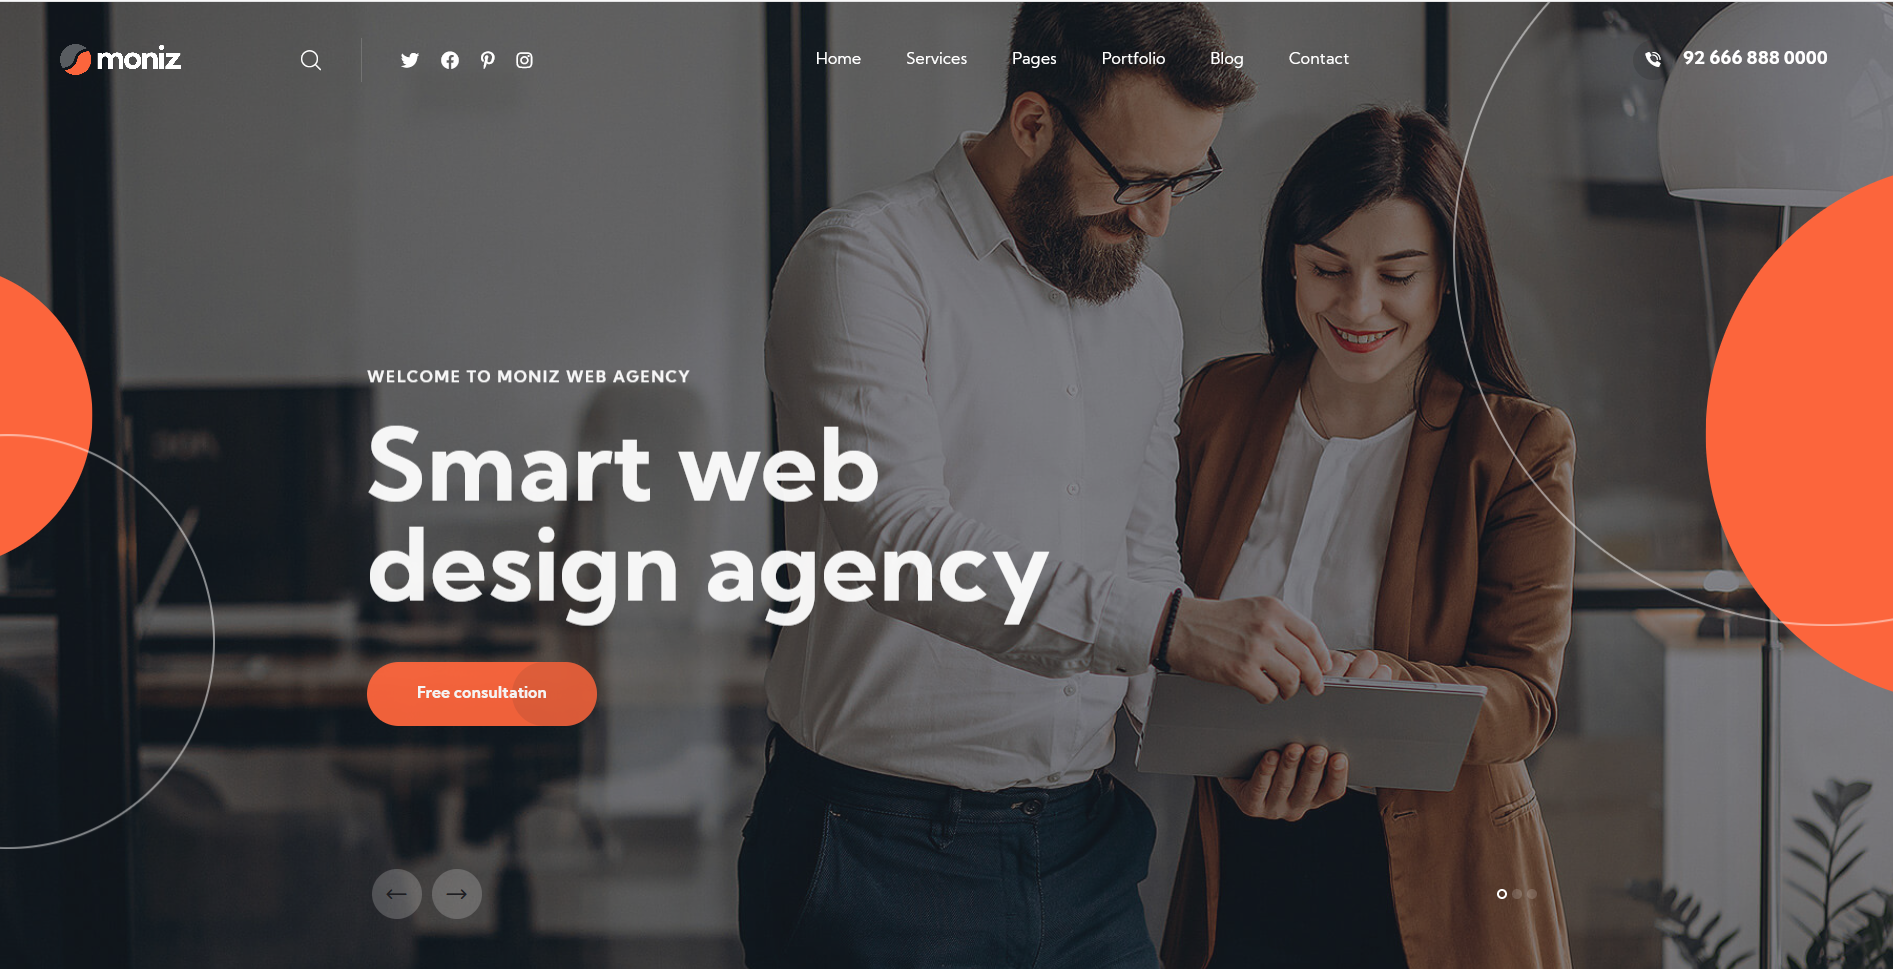 moniz
Home Services Pages Portfolio Blog Contact
92 666 888 0000
WELCOME TO MONIZ WEB AGENCY
Smart web
design agency
Free consultation